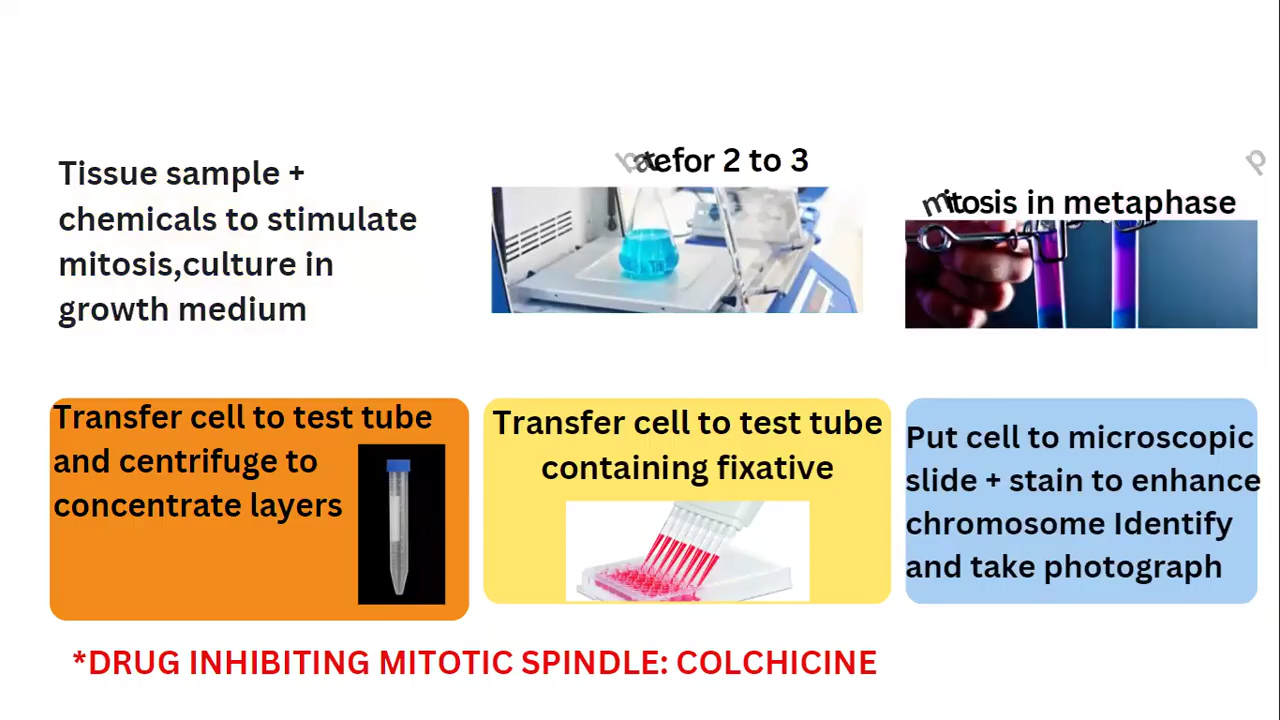 Tissue sample +
chemicals to stimulate
mitosis,culture in
growth medium
for 2 to 3
mitosis in metaphase
Transfer cell to test tube
and centrifuge to
concentrate layers
Transfer cell to test tube
containing fixative
Put cell to microscopic
slide + stain to enhance
chromosome Identify
and take photograph
*DRUG INHIBITING MITOTIC SPINDLE: COLCHICINE